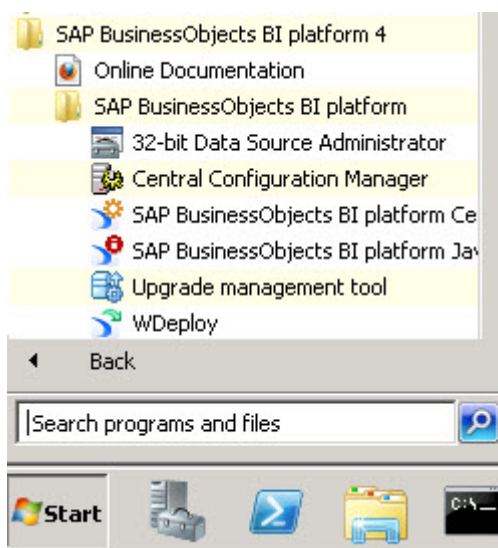 SAP BusinessObjects BI platform 4
Online Documentation
SAP BusinessObjects BI platform
32-bit Data Source Administrator
Central Configuration Manager
SAP BusinessObjects BI platform Ce
SAP BusinessObjects BI platform Jav
Upgrade management tool
WDeploy
Back
Search programs and files
Start
C:\_